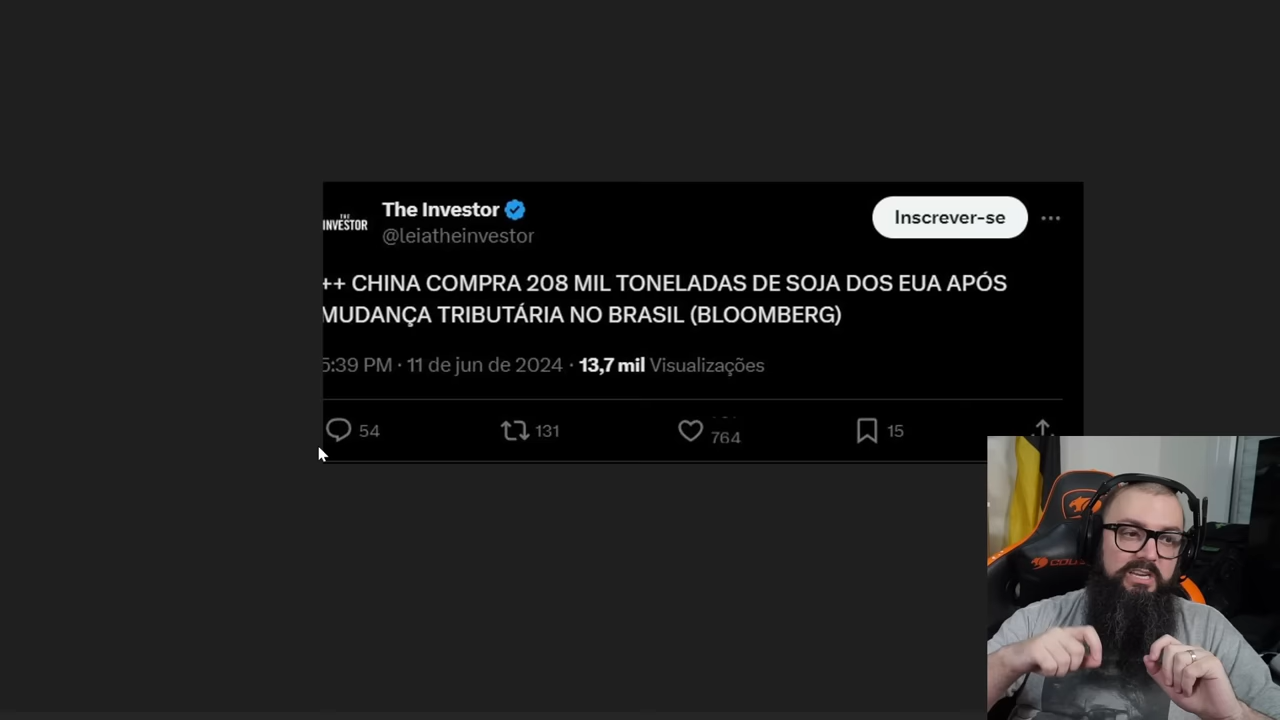 The Investor
THE
INVESTOR
@leiatheinvestor
Inscrever-se
++ CHINA COMPRA 208 MIL TONELADAS DE SOJA DOS EUA APÓS
MUDANÇA TRIBUTÁRIA NO BRASIL (BLOOMBERG)
5:39 PM · 11 de jun de 2024 · 13,7 mil Visualizações
54
131
764
15